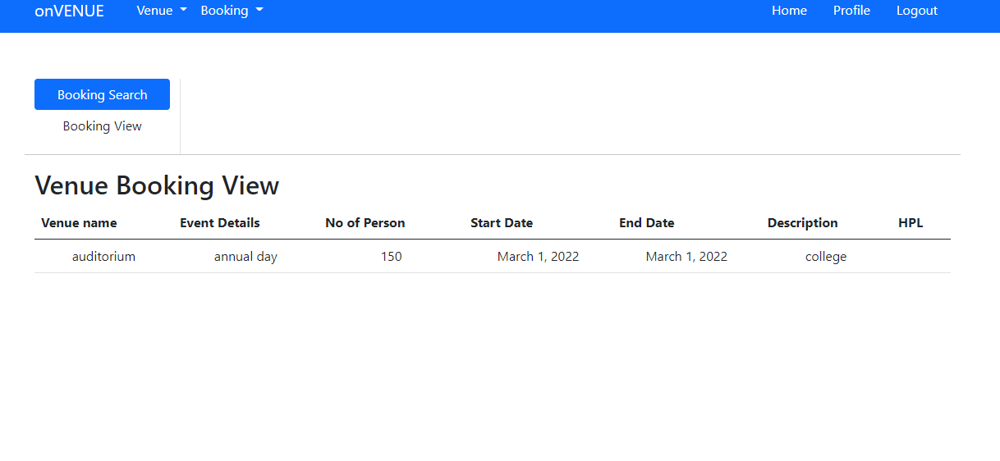 onVENUE Venue Booking Home Profile Logout
Booking Search
Booking View
Venue Booking View
Venue name Event Details No of Person Start Date End Date Description HPL
auditorium annual day 150 March 1, 2022 March 1, 2022 college